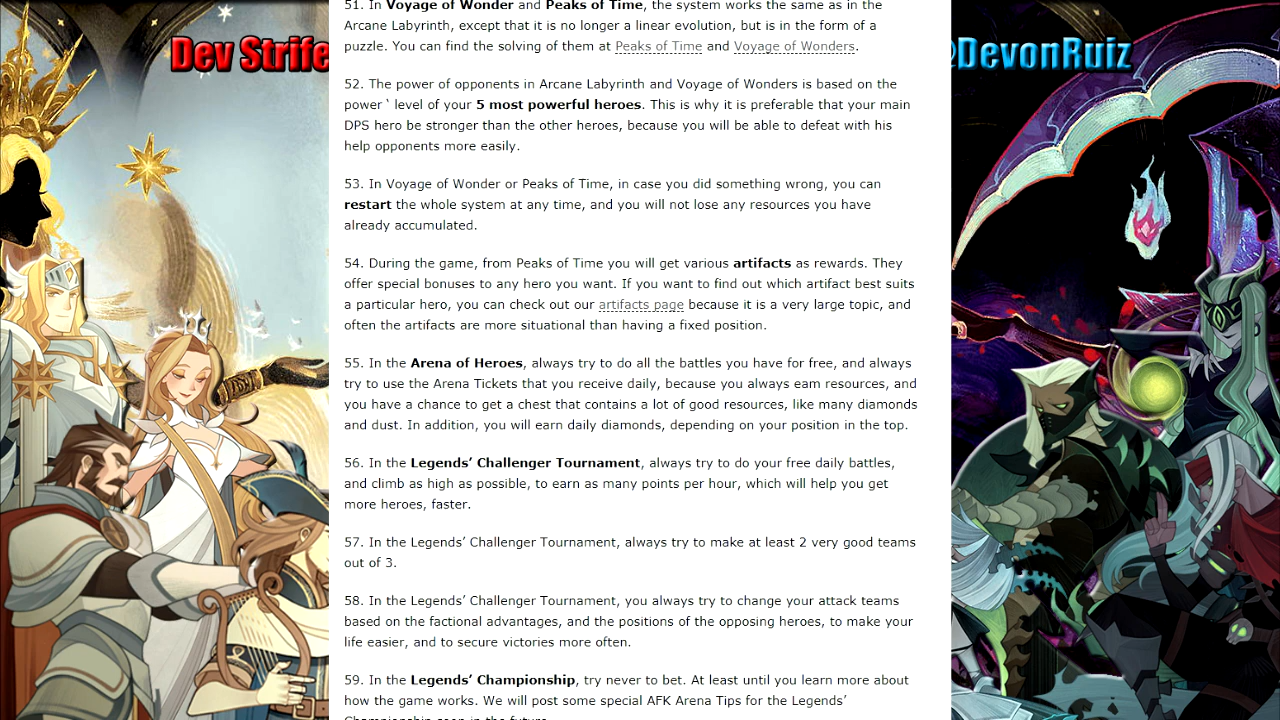 51. In Voyage of Wonder and Peaks of Time, the system works the same as in the
Arcane Labyrinth, except that it is no longer a linear evolution, but is in the form of a
puzzle. You can find the solving of them at Peaks of Time and Voyage of Wonders.
Dev Strife
@DevonRuiz
52. The power of opponents in Arcane Labyrinth and Voyage of Wonders is based on the
power ` level of your 5 most powerful heroes. This is why it is preferable that your main
DPS hero be stronger than the other heroes, because you will be able to defeat with his
help opponents more easily.
53. In Voyage of Wonder or Peaks of Time, in case you did something wrong, you can
restart the whole system at any time, and you will not lose any resources you have
already accumulated.
54. During the game, from Peaks of Time you will get various artifacts as rewards. They
offer special bonuses to any hero you want. If you want to find out which artifact best suits
a particular hero, you can check out our artifacts page because it is a very large topic, and
often the artifacts are more situational than having a fixed position.
55. In the Arena of Heroes, always try to do all the battles you have for free, and always
try to use the Arena Tickets that you receive daily, because you always earn resources, and
you have a chance to get a chest that contains a lot of good resources, like many diamonds
and dust. In addition, you will earn daily diamonds, depending on your position in the top.
56. In the Legends’ Challenger Tournament, always try to do your free daily battles,
and climb as high as possible, to earn as many points per hour, which will help you get
more heroes, faster.
57. In the Legends’ Challenger Tournament, always try to make at least 2 very good teams
out of 3.
58. In the Legends’ Challenger Tournament, you always try to change your attack teams
based on the factional advantages, and the positions of the opposing heroes, to make your
life easier, and to secure victories more often.
59. In the Legends’ Championship, try never to bet. At least until you learn more about
how the game works. We will post some special AFK Arena Tips for the Legends’
Championship soon in the future.